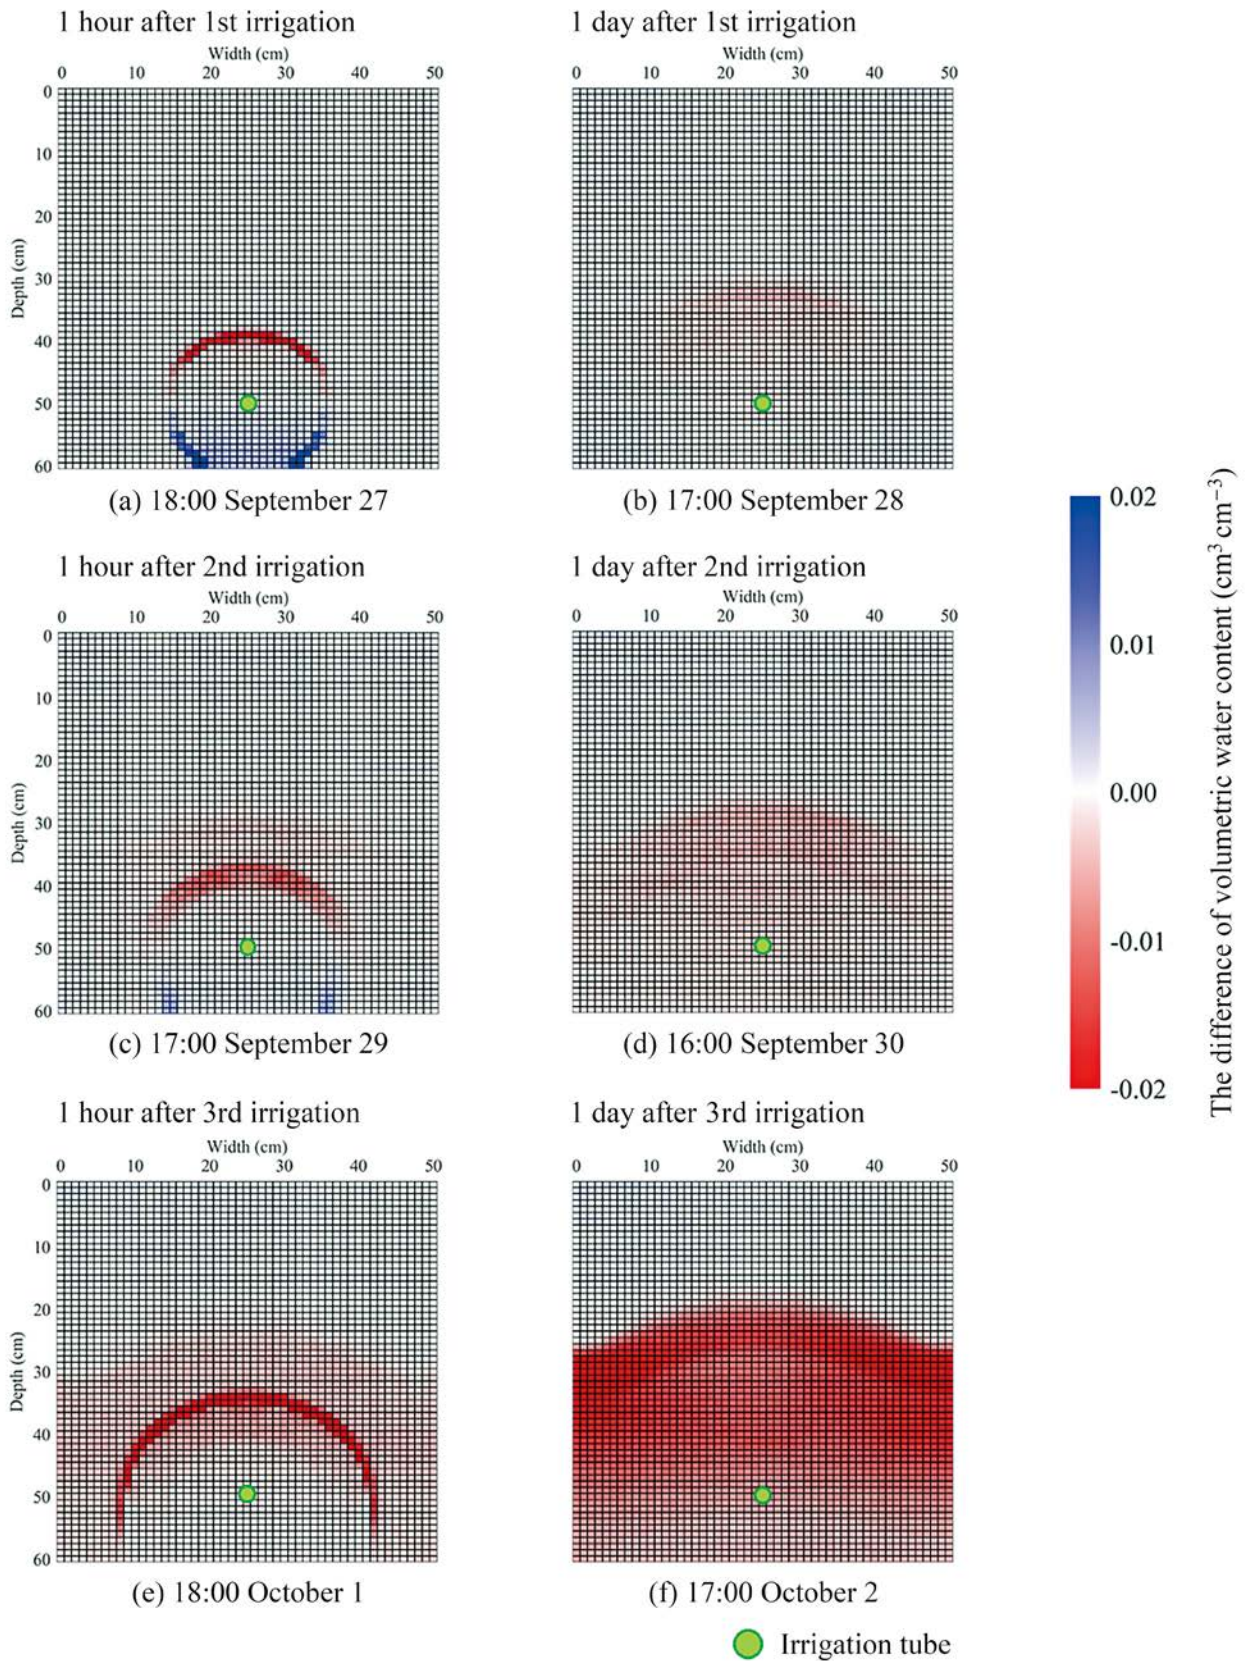 1 hour after 1st irrigation
Width (cm)
0 10 20 30 40 50
0
10
20
30
40
50
60
Depth (cm)
(a) 18:00 September 27
1 day after 1st irrigation
Width (cm)
0 10 20 30 40 50
(b) 17:00 September 28
1 hour after 2nd irrigation
Width (cm)
0 10 20 30 40 50
0
10
20
30
40
50
60
Depth (cm)
(c) 17:00 September 29
1 day after 2nd irrigation
Width (cm)
0 10 20 30 40 50
(d) 16:00 September 30
1 hour after 3rd irrigation
Width (cm)
0 10 20 30 40 50
0
10
20
30
40
50
60
Depth (cm)
(e) 18:00 October 1
1 day after 3rd irrigation
Width (cm)
0 10 20 30 40 50
(f) 17:00 October 2
0.02
0.01
0.00
-0.01
-0.02
The difference of volumetric water content (cm³ cm⁻³)
Irrigation tube